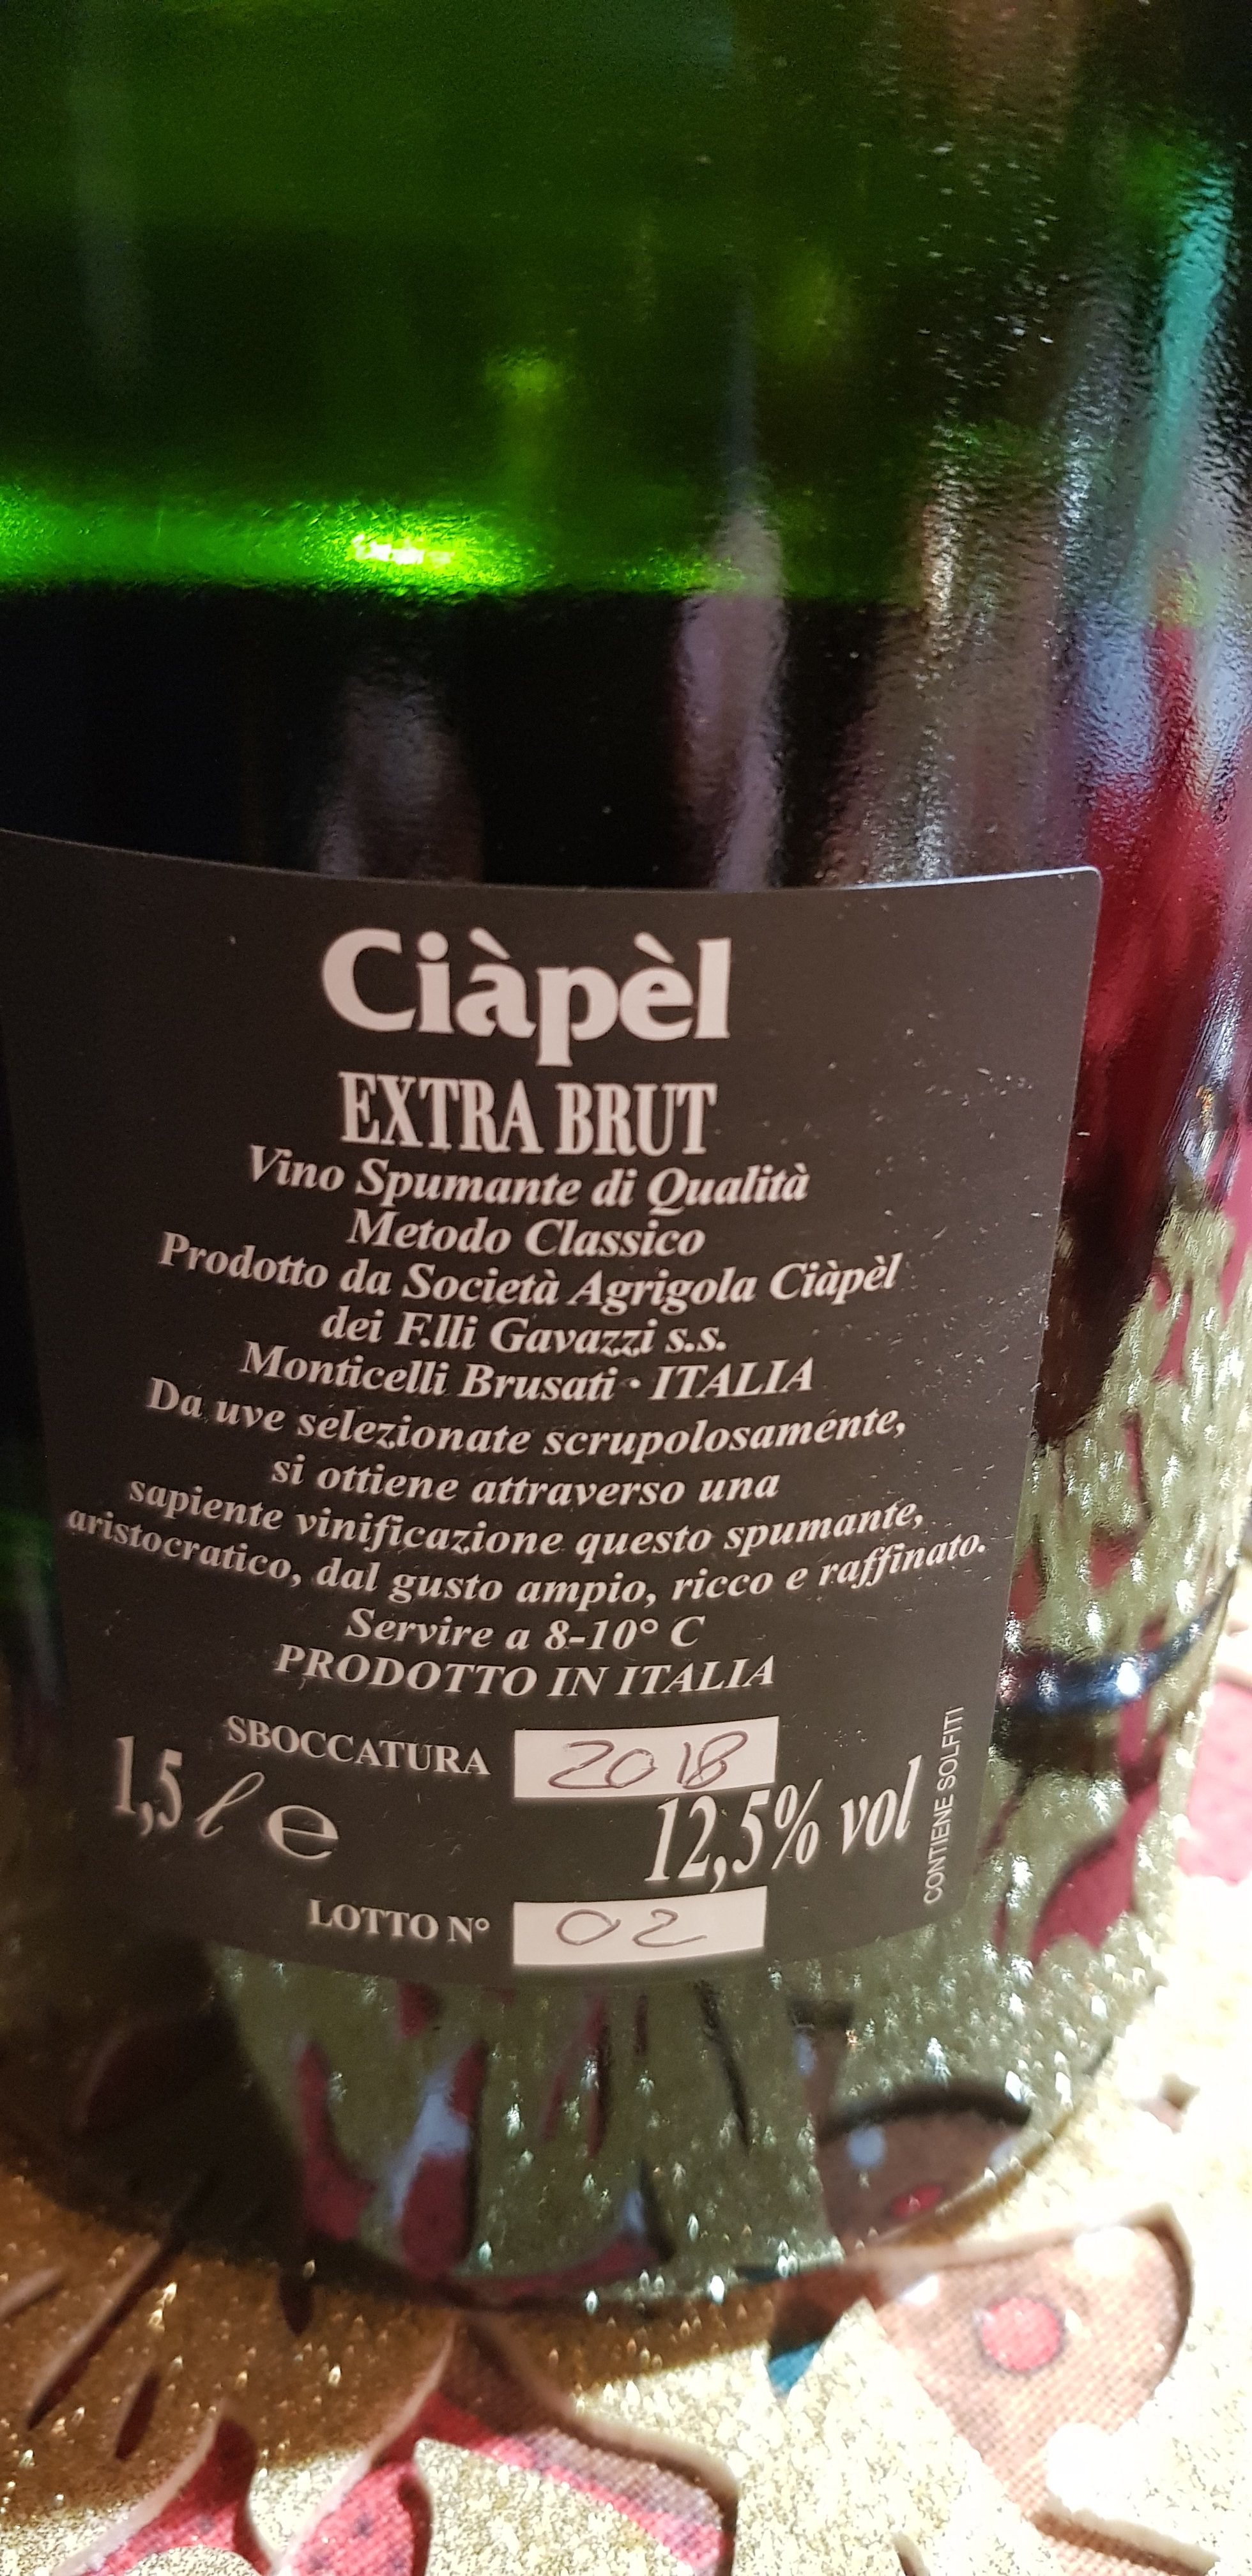 Ciàpèl
EXTRA BRUT
Vino Spumante di Qualità
Metodo Classico
Prodotto da Società Agrigola Ciàpèl
dei F.lli Gavazzi s.s.
Monticelli Brusati • ITALIA
Da uve selezionate scrupolosamente,
si ottiene attraverso una
sapiente vinificazione questo spumante,
aristocratico, dal gusto ampio, ricco e raffinato.
Servire a 8-10° C
PRODOTTO IN ITALIA
SBOCCATURA 2018
1,5 ℓ ℮ 12,5% vol
CONTIENE SOLFITI
LOTTO N° 02